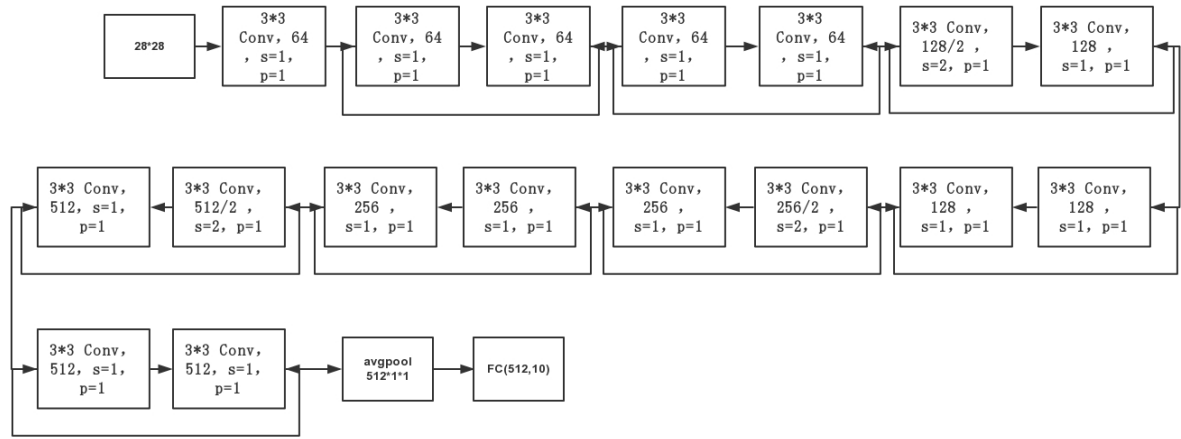 28*28
3*3
Conv, 64
, s=1,
p=1
3*3
Conv, 64
, s=1,
p=1
3*3
Conv, 64
, s=1,
p=1
3*3
Conv, 64
, s=1,
p=1
3*3
Conv, 64
, s=1,
p=1
3*3 Conv,
128/2 ,
s=2, p=1
3*3 Conv,
128 ,
s=1, p=1
3*3 Conv,
512, s=1,
p=1
3*3 Conv,
512/2 ,
s=2, p=1
3*3 Conv,
256 ,
s=1, p=1
3*3 Conv,
256 ,
s=1, p=1
3*3 Conv,
256 ,
s=1, p=1
3*3 Conv,
256/2 ,
s=2, p=1
3*3 Conv,
128 ,
s=1, p=1
3*3 Conv,
128 ,
s=1, p=1
3*3 Conv,
512, s=1,
p=1
3*3 Conv,
512, s=1,
p=1
avgpool
512*1*1
FC(512,10)